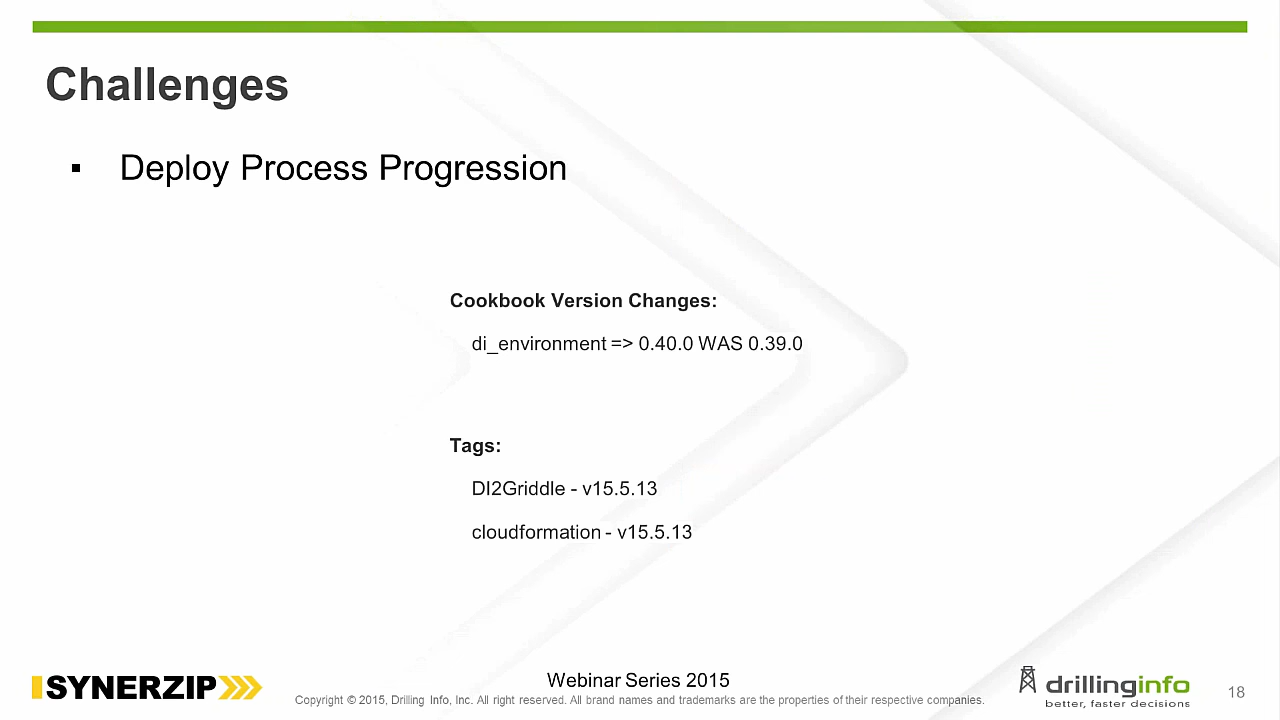 Challenges
▪ Deploy Process Progression
Cookbook Version Changes:
di_environment => 0.40.0 WAS 0.39.0
Tags:
DI2Griddle - v15.5.13
cloudformation - v15.5.13
SYNERZIP
Webinar Series 2015
Copyright © 2015, Drilling Info, Inc. All right reserved. All brand names and trademarks are the properties of their respective companies.
drillinginfo
better, faster decisions
18